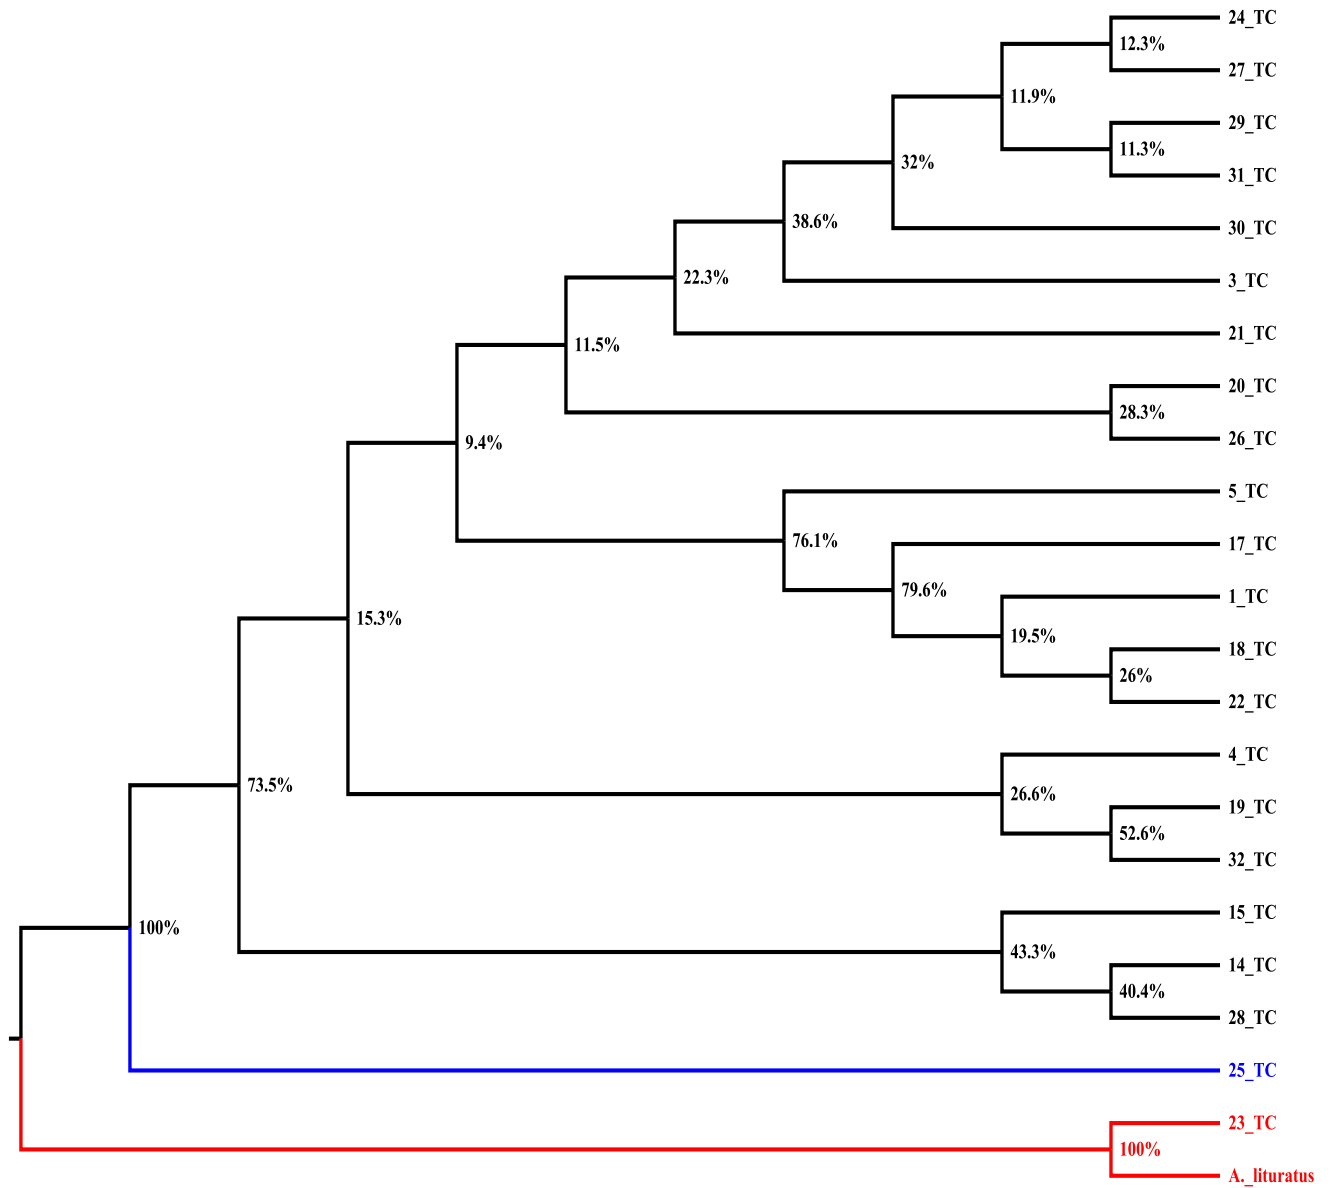 24_TC
12.3%
27_TC
11.9%
29_TC
11.3%
31_TC
32%
30_TC
38.6%
3_TC
22.3%
21_TC
11.5%
20_TC
28.3%
26_TC
9.4%
5_TC
76.1%
17_TC
79.6%
1_TC
15.3%
19.5%
18_TC
26%
22_TC
4_TC
73.5%
26.6%
19_TC
52.6%
32_TC
15_TC
100%
43.3%
14_TC
40.4%
28_TC
25_TC
23_TC
100%
A._lituratus